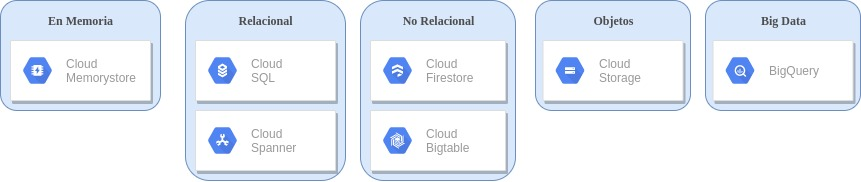 En Memoria
Cloud
Memorystore
Relacional
Cloud
SQL
Cloud
Spanner
No Relacional
Cloud
Firestore
Cloud
Bigtable
Objetos
Cloud
Storage
Big Data
BigQuery